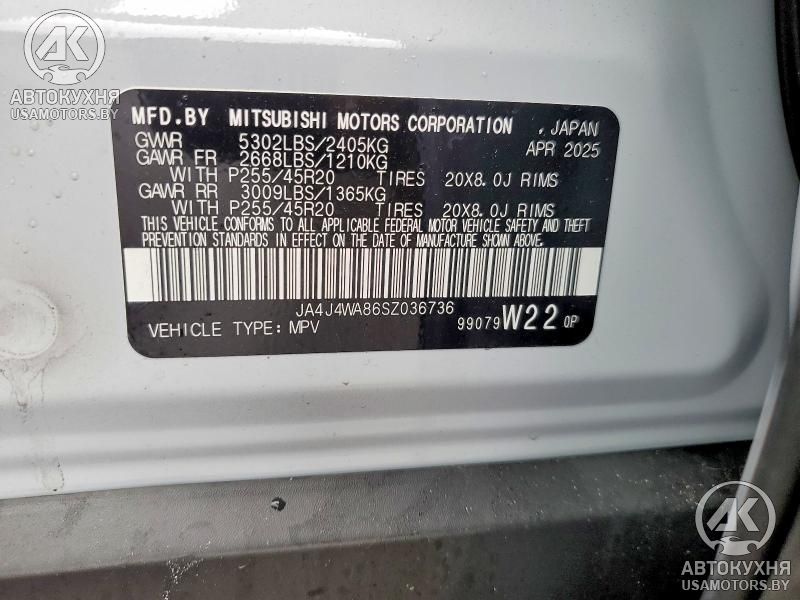 АВТОКУХНЯ
USAMOTORS.BY
MFD.BY MITSUBISHI MOTORS CORPORATION , JAPAN
GWWR 5302LBS/2405KG APR 2025
GAWR FR 2668LBS/1210KG
WITH P255/45R20 TIRES 20X8.0J RIMS
GAWR RR 3009LBS/1365KG
WITH P255/45R20 TIRES 20X8.0J RIMS
THIS VEHICLE CONFORMS TO ALL APPLICABLE FEDERAL MOTOR VEHICLE SAFETY AND THEFT
PREVENTION STANDARDS IN EFFECT ON THE DATE OF MANUFACTURE SHOWN ABOVE.
JA4J4WA86SZ036736
VEHICLE TYPE: MPV 99079 W22 0P
АВТОКУХНЯ
USAMOTORS.BY